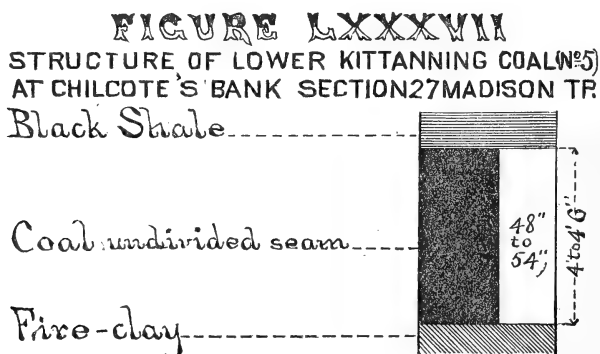 FIGURE LXXXVII
STRUCTURE OF LOWER KITTANNING COAL (No 5)
AT CHILCOTE'S BANK SECTION 27 MADISON TP.
Black Shale
Coal undivided seam
48"
to
54";
4' to 4' 6"
Fire-clay